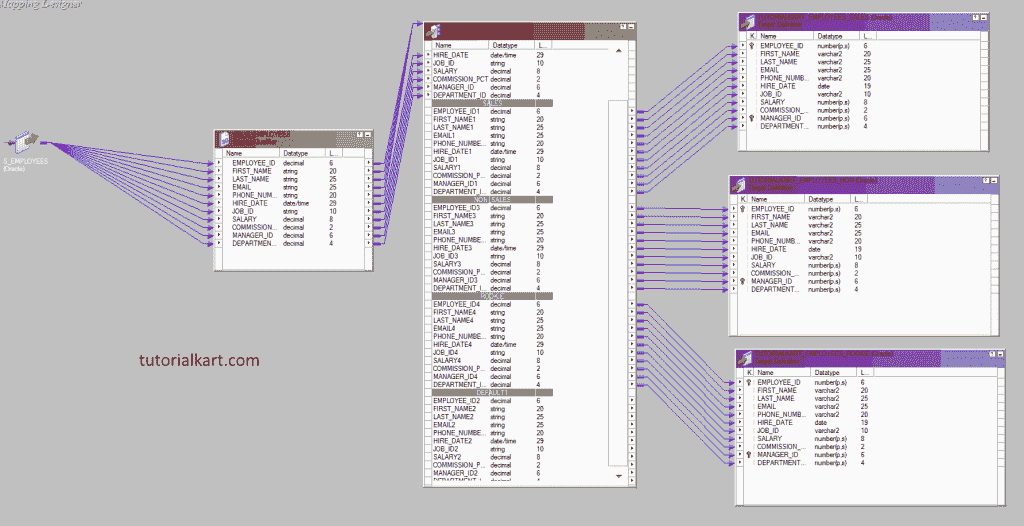 Mapping Designer
S_EMPLOYEES
(Oracle)
Name Datatype L...
EMPLOYEE_ID decimal 6
FIRST_NAME string 20
LAST_NAME string 25
EMAIL string 25
PHONE_NUM... string 20
HIRE_DATE date/time 29
JOB_ID string 10
SALARY decimal 8
COMMISSION... decimal 2
MANAGER_ID decimal 6
DEPARTMENT... decimal 4
tutorialkart.com
Name Datatype L...
HIRE_DATE date/time 29
JOB_ID string 10
SALARY decimal 8
COMMISSION_PCT decimal 2
MANAGER_ID decimal 6
DEPARTMENT_ID decimal 4
SALES
EMPLOYEE_ID1 decimal 6
FIRST_NAME1 string 20
LAST_NAME1 string 25
EMAIL1 string 25
PHONE_NUMBE... string 20
HIRE_DATE1 date/time 29
JOB_ID1 string 10
SALARY1 decimal 8
COMMISSION_P... decimal 2
MANAGER_ID1 decimal 6
DEPARTMENT_I... decimal 4
NON_SALES
EMPLOYEE_ID3 decimal 6
FIRST_NAME3 string 20
LAST_NAME3 string 25
EMAIL3 string 25
PHONE_NUMBE... string 20
HIRE_DATE3 date/time 29
JOB_ID3 string 10
SALARY3 decimal 8
COMMISSION_P... decimal 2
MANAGER_ID3 decimal 6
DEPARTMENT_I... decimal 4
EMPLOYEE_ID4 decimal 6
FIRST_NAME4 string 20
LAST_NAME4 string 25
EMAIL4 string 25
PHONE_NUMBE... string 20
HIRE_DATE4 date/time 29
JOB_ID4 string 10
SALARY4 decimal 8
COMMISSION_P... decimal 2
MANAGER_ID4 decimal 6
DEPARTMENT_I... decimal 4
DEFAULT1
EMPLOYEE_ID2 decimal 6
FIRST_NAME2 string 20
LAST_NAME2 string 25
EMAIL2 string 25
PHONE_NUMBE... string 20
HIRE_DATE2 date/time 29
JOB_ID2 string 10
SALARY2 decimal 8
COMMISSION_P... decimal 2
MANAGER_ID2 decimal 6
DEPARTMENT_I... decimal 4
K Name Datatype L...
EMPLOYEE_ID number(p,s) 6
FIRST_NAME varchar2 20
LAST_NAME varchar2 25
EMAIL varchar2 25
PHONE_NUMB... varchar2 20
HIRE_DATE date 19
JOB_ID varchar2 10
SALARY number(p,s) 8
COMMISSION_... number(p,s) 2
MANAGER_ID number(p,s) 6
DEPARTMENT... number(p,s) 4
K Name Datatype L...
EMPLOYEE_ID number(p,s) 6
FIRST_NAME varchar2 20
LAST_NAME varchar2 25
EMAIL varchar2 25
PHONE_NUMB... varchar2 20
HIRE_DATE date 19
JOB_ID varchar2 10
SALARY number(p,s) 8
COMMISSION_... number(p,s) 2
MANAGER_ID number(p,s) 6
DEPARTMENT... number(p,s) 4
K Name Datatype L...
EMPLOYEE_ID number(p,s) 6
FIRST_NAME varchar2 20
LAST_NAME varchar2 25
EMAIL varchar2 25
PHONE_NUMB... varchar2 20
HIRE_DATE date 19
JOB_ID varchar2 10
SALARY number(p,s) 8
COMMISSION_... number(p,s) 2
MANAGER_ID number(p,s) 6
DEPARTMENT... number(p,s) 4